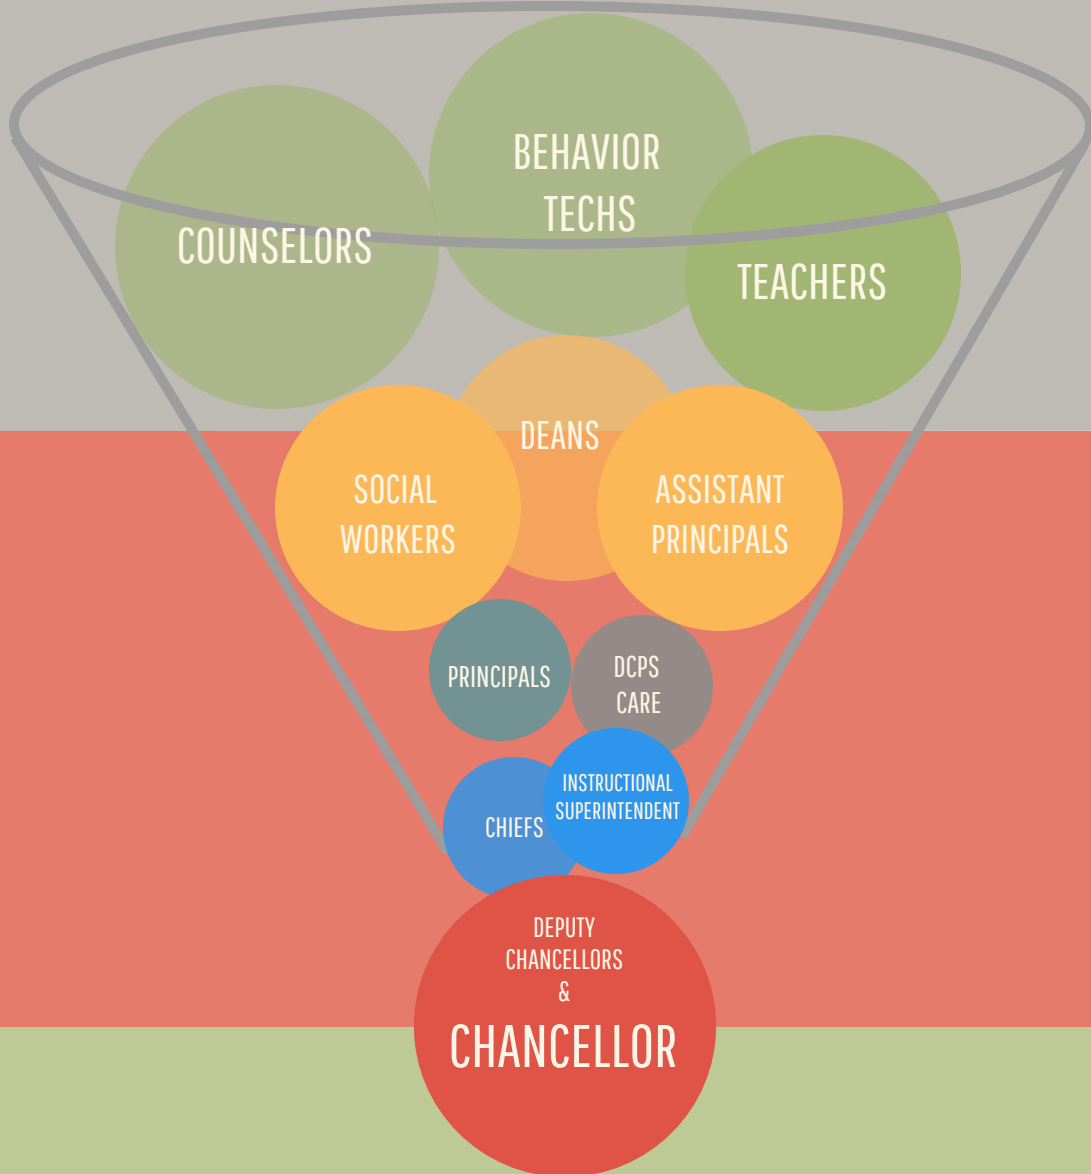 BEHAVIOR
TECHS
COUNSELORS
TEACHERS
DEANS
SOCIAL
WORKERS
ASSISTANT
PRINCIPALS
PRINCIPALS
DCPS
CARE
INSTRUCTIONAL
SUPERINTENDENT
CHIEFS
DEPUTY
CHANCELLORS
&
CHANCELLOR